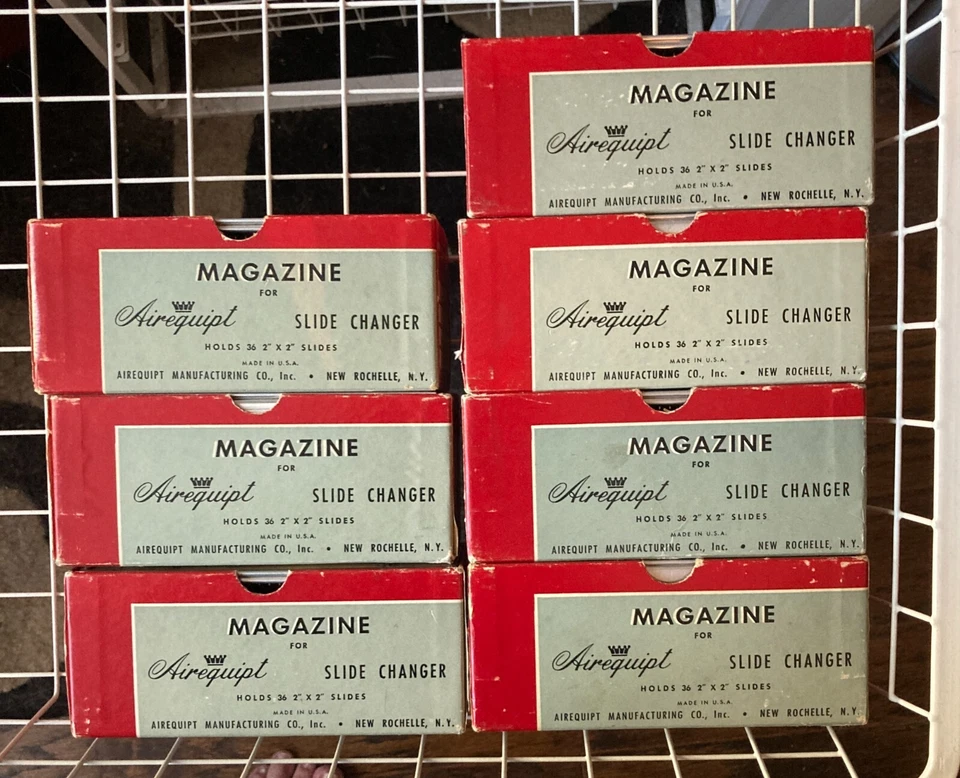 MAGAZINE
FOR
Airequipt SLIDE CHANGER
HOLDS 36 2" X 2" SLIDES
MADE IN U.S.A.
AIREQUIPT MANUFACTURING CO., Inc. • NEW ROCHELLE, N.Y.
MAGAZINE
FOR
Airequipt SLIDE CHANGER
HOLDS 36 2" X 2" SLIDES
MADE IN U.S.A.
AIREQUIPT MANUFACTURING CO., Inc. • NEW ROCHELLE, N.Y.
MAGAZINE
FOR
Airequipt SLIDE CHANGER
HOLDS 36 2" X 2" SLIDES
MADE IN U.S.A.
AIREQUIPT MANUFACTURING CO., Inc. • NEW ROCHELLE, N.Y.
MAGAZINE
FOR
Airequipt SLIDE CHANGER
HOLDS 36 2" X 2" SLIDES
MADE IN U.S.A.
AIREQUIPT MANUFACTURING CO., Inc. • NEW ROCHELLE, N.Y.
MAGAZINE
FOR
Airequipt SLIDE CHANGER
HOLDS 36 2" X 2" SLIDES
MADE IN U.S.A.
AIREQUIPT MANUFACTURING CO., Inc. • NEW ROCHELLE, N.Y.
MAGAZINE
FOR
Airequipt SLIDE CHANGER
HOLDS 36 2" X 2" SLIDES
MADE IN U.S.A.
AIREQUIPT MANUFACTURING CO., Inc. • NEW ROCHELLE, N.Y.
MAGAZINE
FOR
Airequipt SLIDE CHANGER
HOLDS 36 2" X 2" SLIDES
MADE IN U.S.A.
AIREQUIPT MANUFACTURING CO., Inc. • NEW ROCHELLE, N.Y.